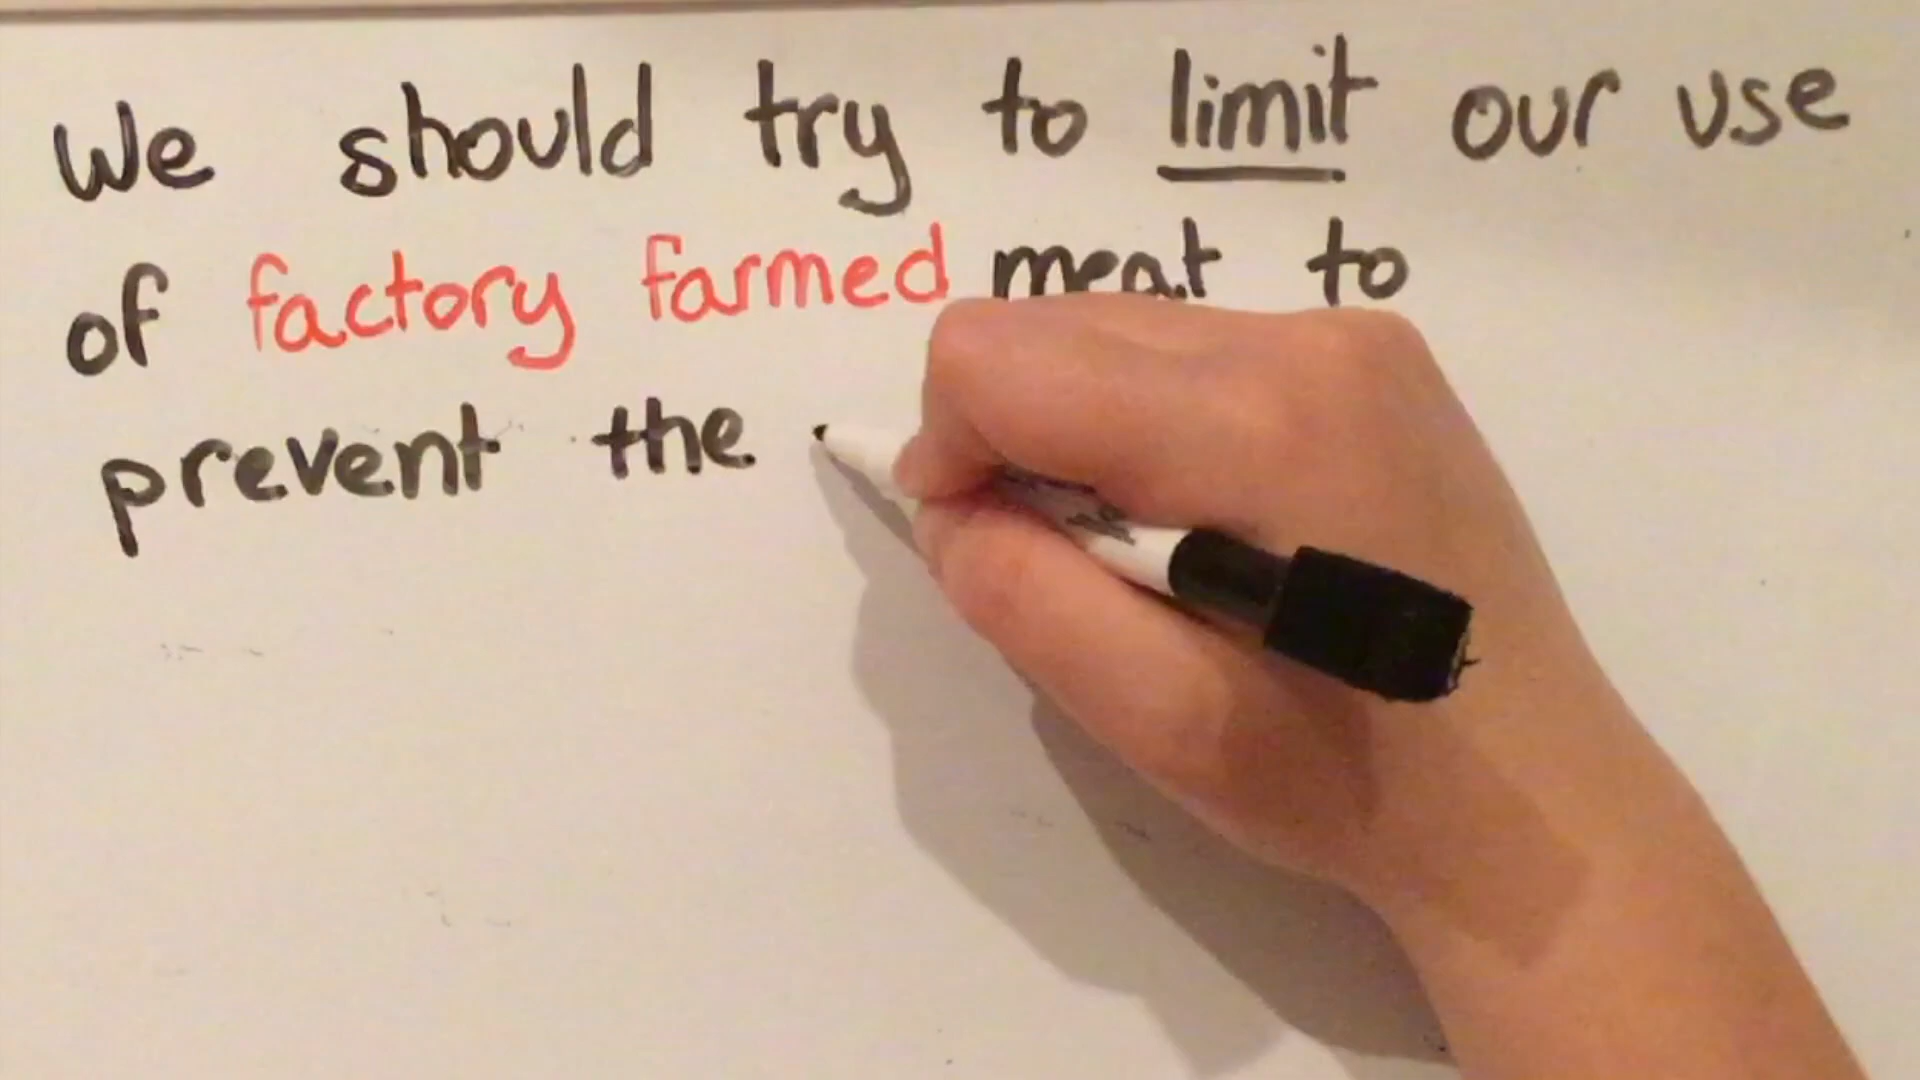 We should try to limit our use
of factory farmed meat to
prevent the